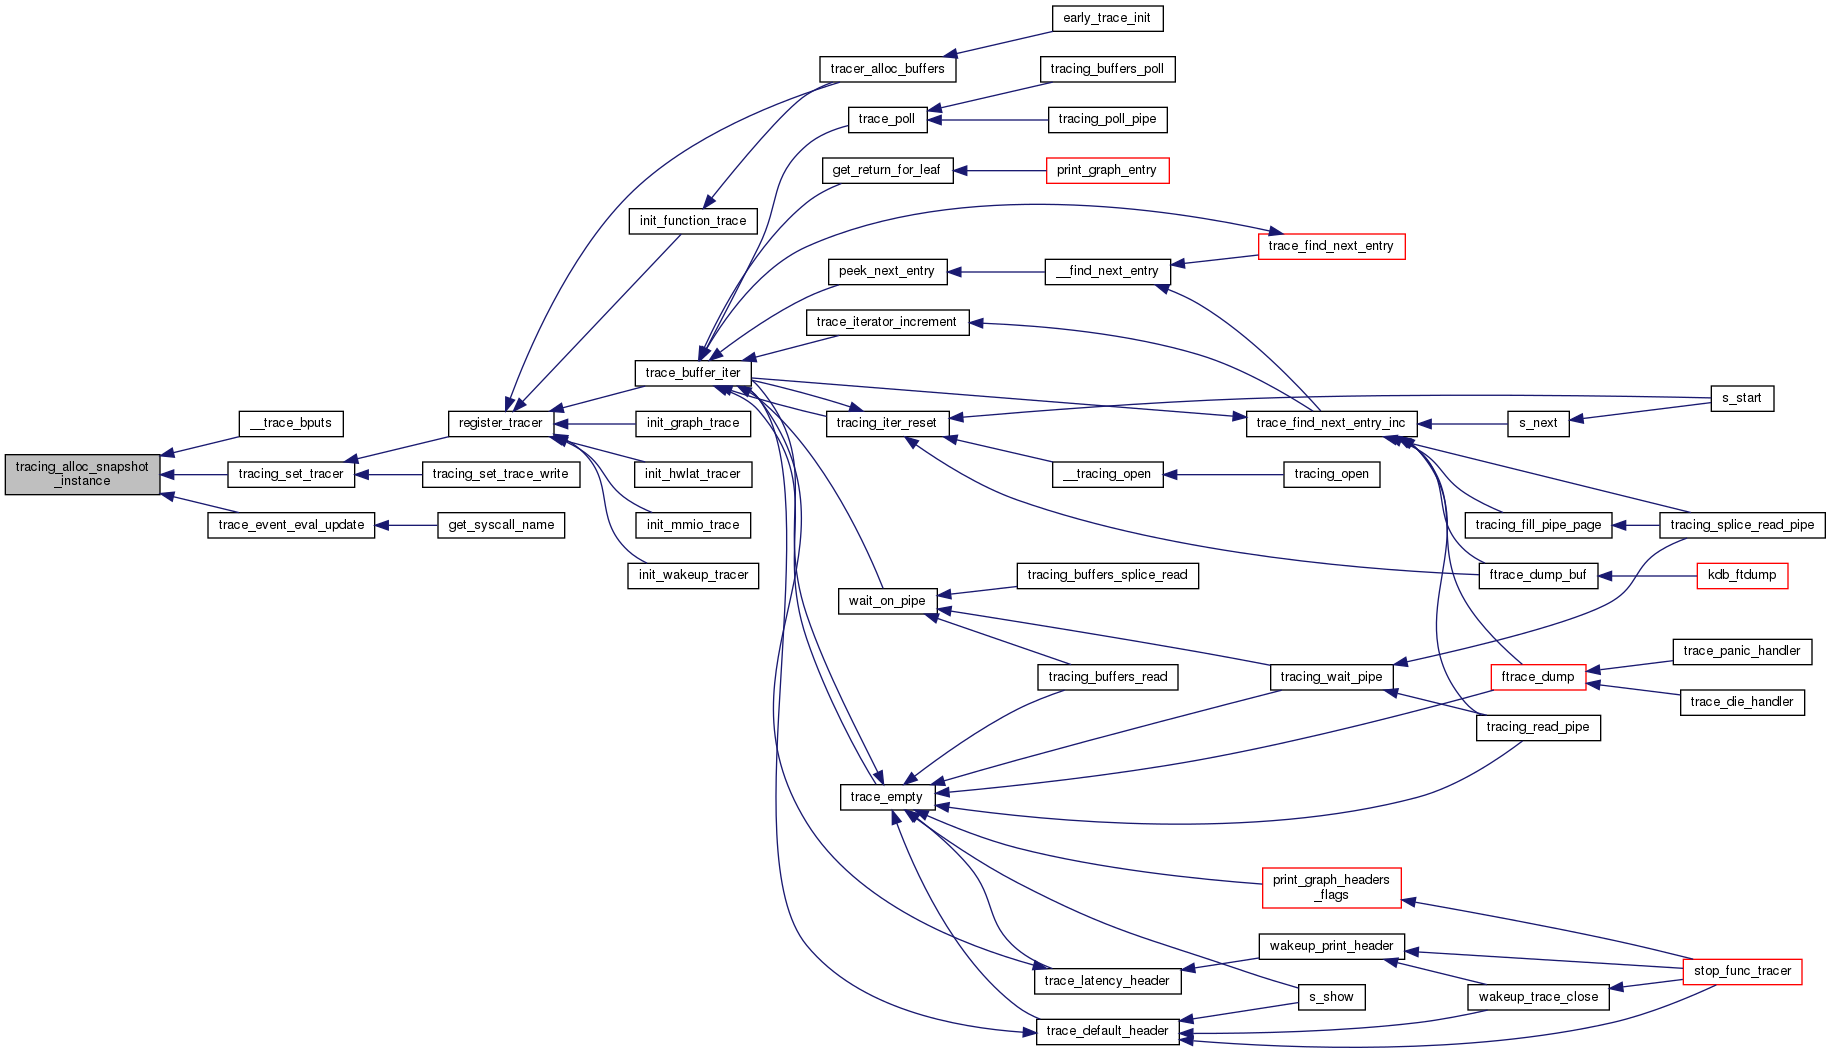 early_trace_init
tracer_alloc_buffers
tracing_buffers_poll
trace_poll
tracing_poll_pipe
get_return_for_leaf
print_graph_entry
init_function_trace
trace_find_next_entry
peek_next_entry
__find_next_entry
trace_iterator_increment
trace_buffer_iter
s_start
__trace_bputs
register_tracer
init_graph_trace
tracing_iter_reset
trace_find_next_entry_inc
s_next
tracing_alloc_snapshot
_instance
tracing_set_tracer
tracing_set_trace_write
init_hwlat_tracer
__tracing_open
tracing_open
trace_event_eval_update
get_syscall_name
init_mmio_trace
tracing_fill_pipe_page
tracing_splice_read_pipe
init_wakeup_tracer
tracing_buffers_splice_read
ftrace_dump_buf
kdb_ftdump
wait_on_pipe
trace_panic_handler
tracing_buffers_read
tracing_wait_pipe
ftrace_dump
trace_die_handler
tracing_read_pipe
trace_empty
print_graph_headers
_flags
wakeup_print_header
trace_latency_header
stop_func_tracer
s_show
wakeup_trace_close
trace_default_header